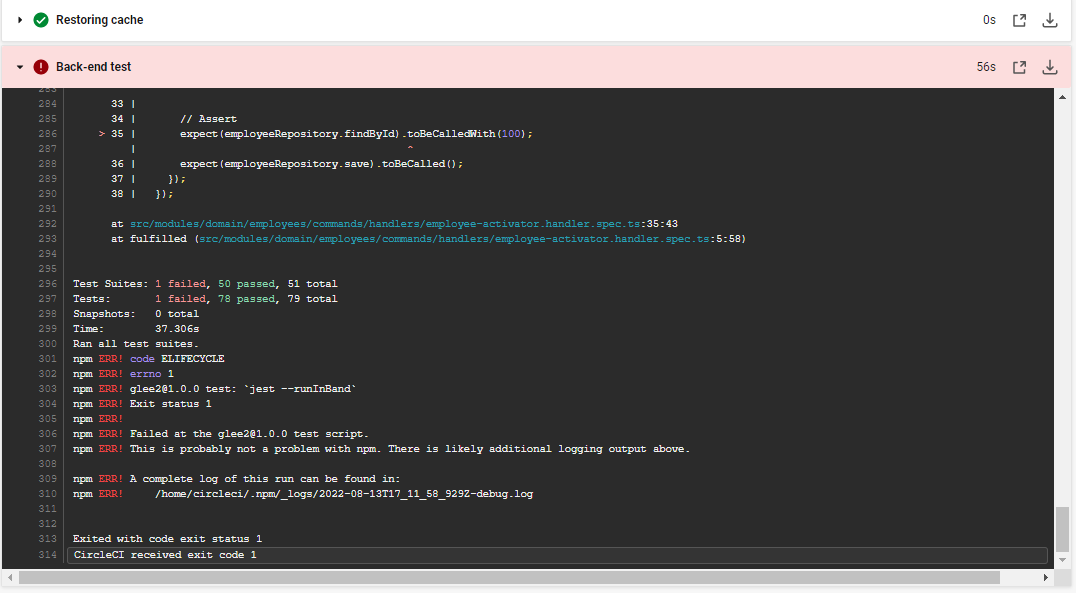 Restoring cache 0s
Back-end test 56s
283
284 33 |
285 34 | // Assert
286 > 35 | expect(employeeRepository.findById).toBeCalledWith(100);
287 | ^
288 36 | expect(employeeRepository.save).toBeCalled();
289 37 | });
290 38 | });
291
292 at src/modules/domain/employees/commands/handlers/employee-activator.handler.spec.ts:35:43
293 at fulfilled (src/modules/domain/employees/commands/handlers/employee-activator.handler.spec.ts:5:58)
294
295
296 Test Suites: 1 failed, 50 passed, 51 total
297 Tests: 1 failed, 78 passed, 79 total
298 Snapshots: 0 total
299 Time: 37.306s
300 Ran all test suites.
301 npm ERR! code ELIFECYCLE
302 npm ERR! errno 1
303 npm ERR! glee2@1.0.0 test: `jest --runInBand`
304 npm ERR! Exit status 1
305 npm ERR!
306 npm ERR! Failed at the glee2@1.0.0 test script.
307 npm ERR! This is probably not a problem with npm. There is likely additional logging output above.
308
309 npm ERR! A complete log of this run can be found in:
310 npm ERR! /home/circleci/.npm/_logs/2022-08-13T17_11_58_929Z-debug.log
311
312
313 Exited with code exit status 1
314 CircleCI received exit code 1